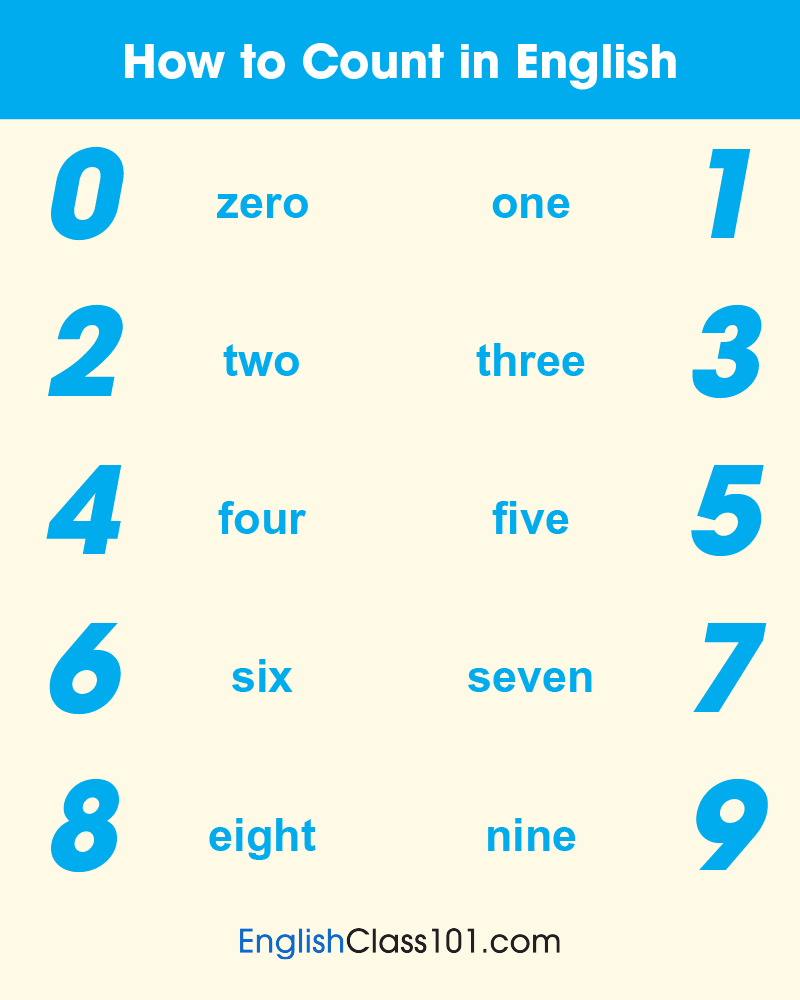 How to Count in English
0 zero one 1
2 two three 3
4 four five 5
6 six seven 7
8 eight nine 9
EnglishClass101.com